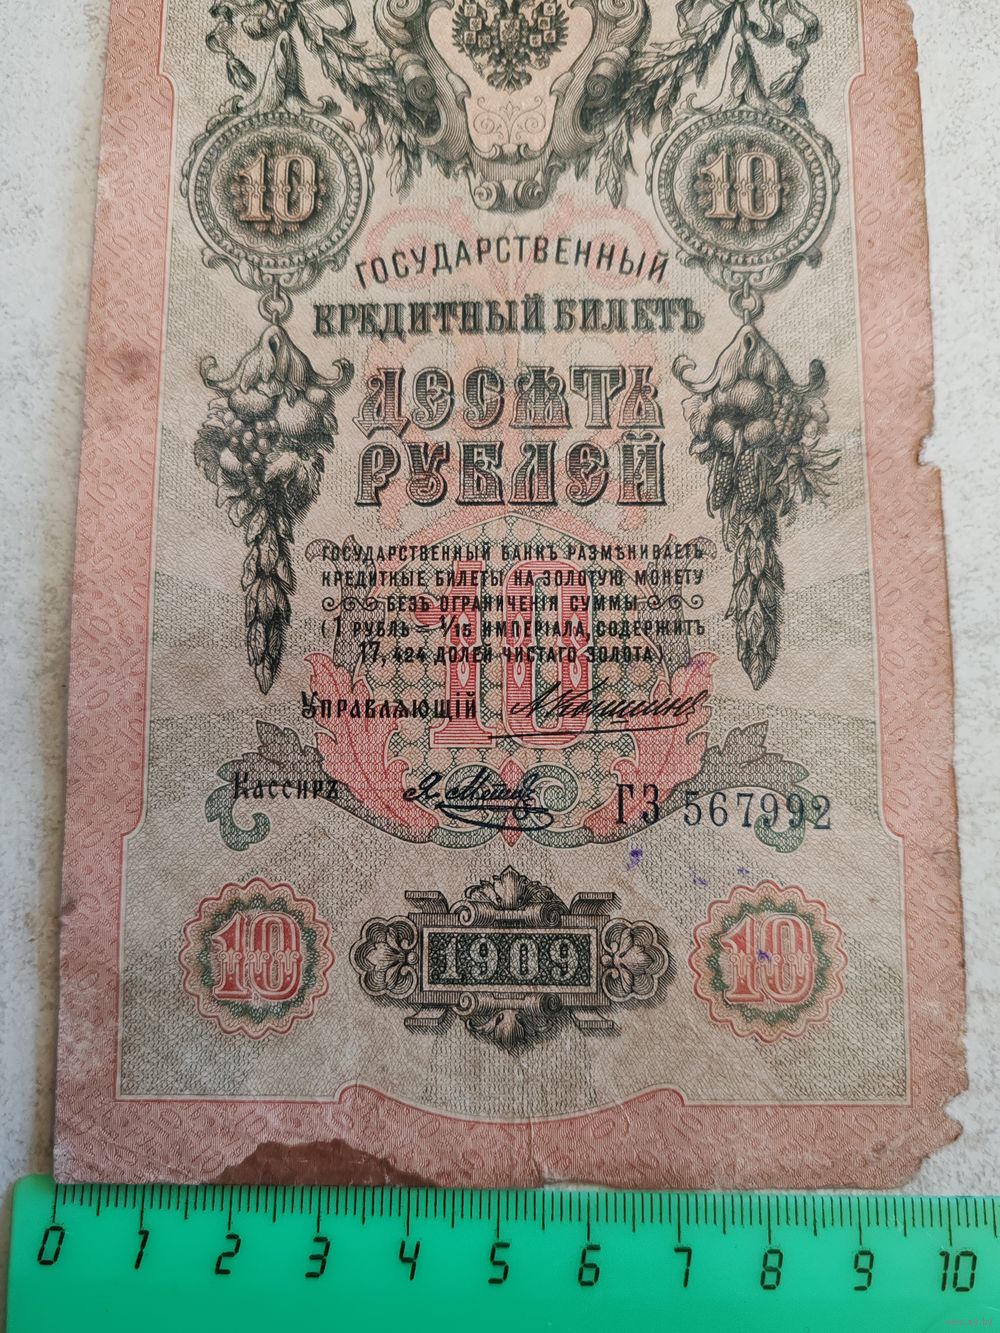 10 10
ГОСУДАРСТВЕННЫЙ
КРЕДИТНЫЙ БИЛЕТЪ
ДЕСЯТЬ
РУБЛЕЙ
ГОСУДАРСТВЕННЫЙ БАНКЪ РАЗМѢНИВАЕТЪ
КРЕДИТНЫЕ БИЛЕТЫ НА ЗОЛОТУЮ МОНЕТУ
БЕЗЪ ОГРАНИЧЕНІЯ СУММЫ
(1 РУБЛЬ = 1/15 ИМПЕРІАЛА, СОДЕРЖИТЪ
17,424 ДОЛЕЙ ЧИСТАГО ЗОЛОТА)
10
УПРАВЛЯЮЩІЙ
КАССИРЪ
ГЗ 567992
10 1909 10
0 1 2 3 4 5 6 7 8 9 10